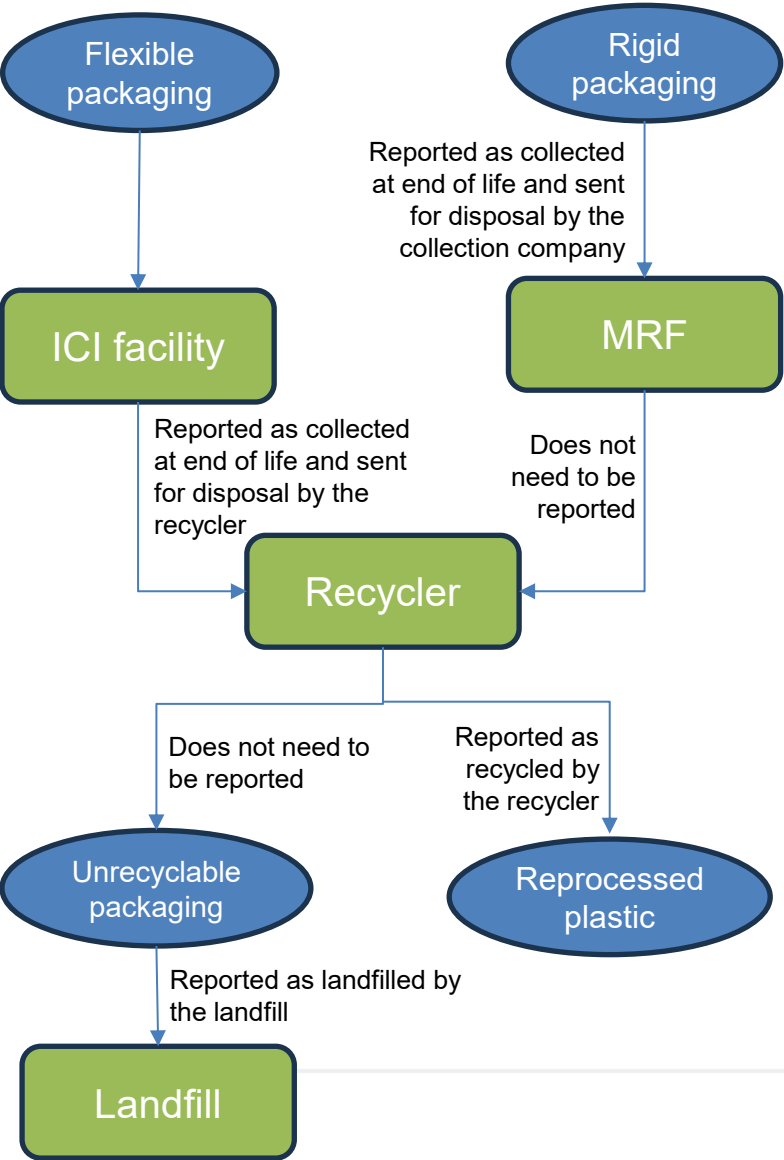 Flexible
packaging
Rigid
packaging
Reported as collected
at end of life and sent
for disposal by the
collection company
ICI facility
MRF
Reported as collected
at end of life and sent
for disposal by the
recycler
Does not
need to be
reported
Recycler
Does not need to
be reported
Reported as
recycled by
the recycler
Unrecyclable
packaging
Reprocessed
plastic
Reported as landfilled by
the landfill
Landfill